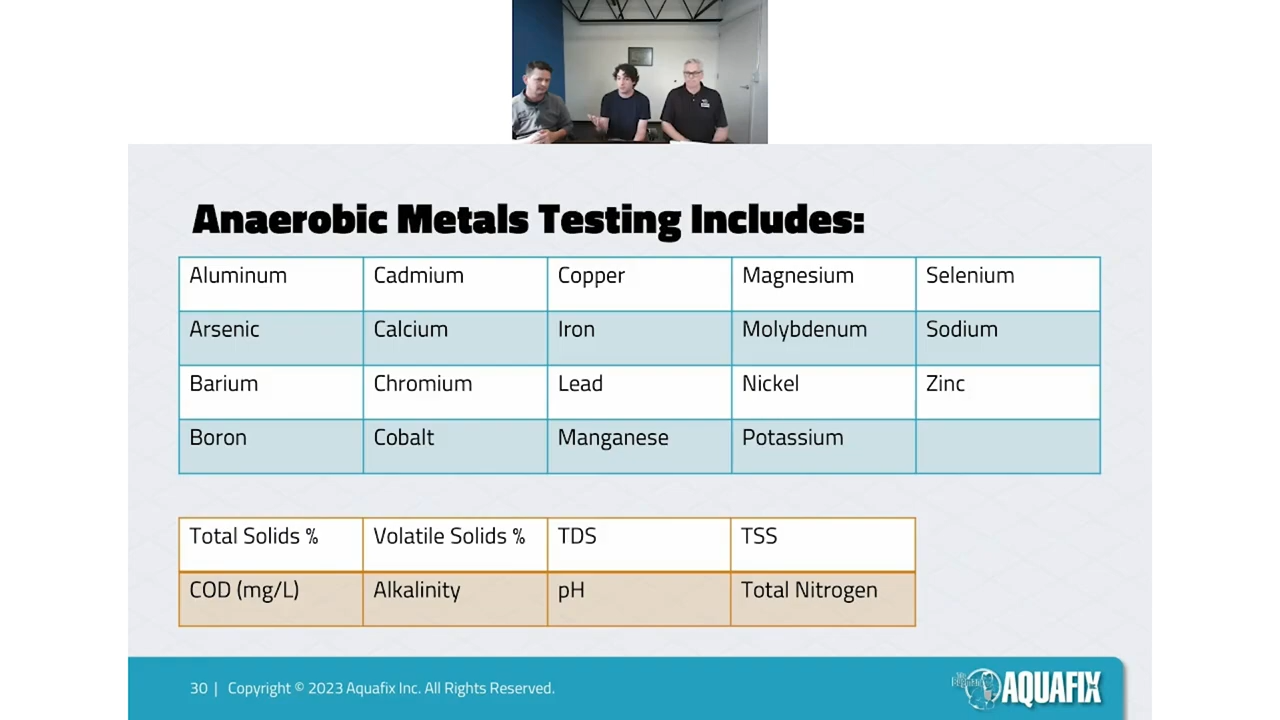 Anaerobic Metals Testing Includes:
Aluminum Cadmium Copper Magnesium Selenium
Arsenic Calcium Iron Molybdenum Sodium
Barium Chromium Lead Nickel Zinc
Boron Cobalt Manganese Potassium
Total Solids % Volatile Solids % TDS TSS
COD (mg/L) Alkalinity pH Total Nitrogen
30 | Copyright © 2023 Aquafix Inc. All Rights Reserved.
AQUAFIX